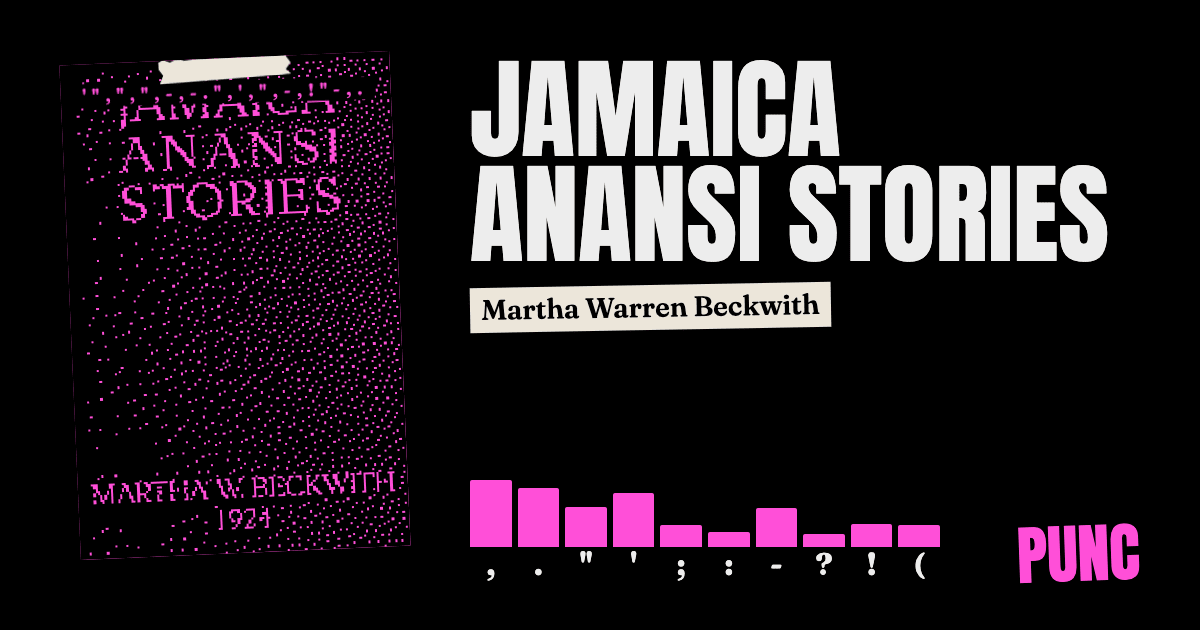 '",",",-,-.",',",-,!"-,.
JAMAICA
ANANSI
STORIES
MARTHA W. BECKWITH
1924
JAMAICA
ANANSI STORIES
Martha Warren Beckwith
, . " ' ; : - ? ! (
PUNC